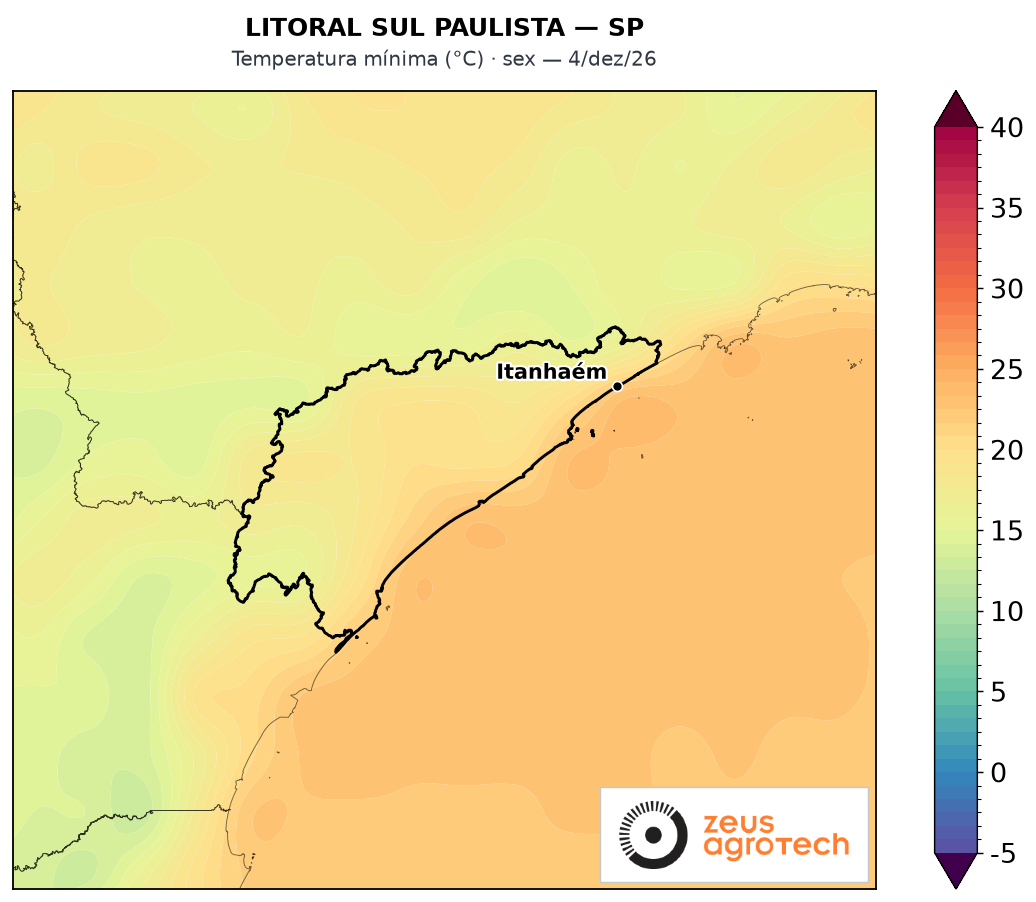 LITORAL SUL PAULISTA — SP
Temperatura mínima (°C) · sex — 4/dez/26
40
35
30
25
20
15
10
5
0
-5
Itanhaém
zeus
agrotech